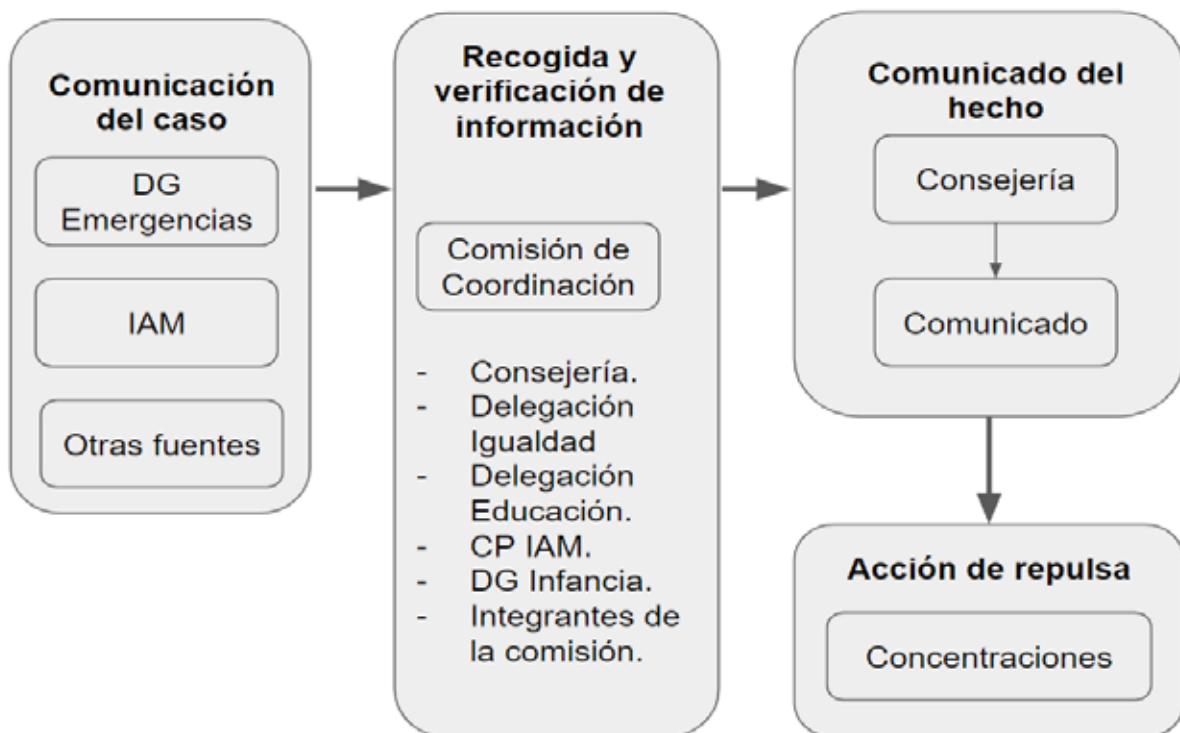 Comunicación
del caso
DG
Emergencias
IAM
Otras fuentes
Recogida y
verificación de
información
Comisión de
Coordinación
- Consejería.
- Delegación
Igualdad
- Delegación
Educación.
- CP IAM.
- DG Infancia.
- Integrantes de
la comisión.
Comunicado del
hecho
Consejería
Comunicado
Acción de repulsa
Concentraciones